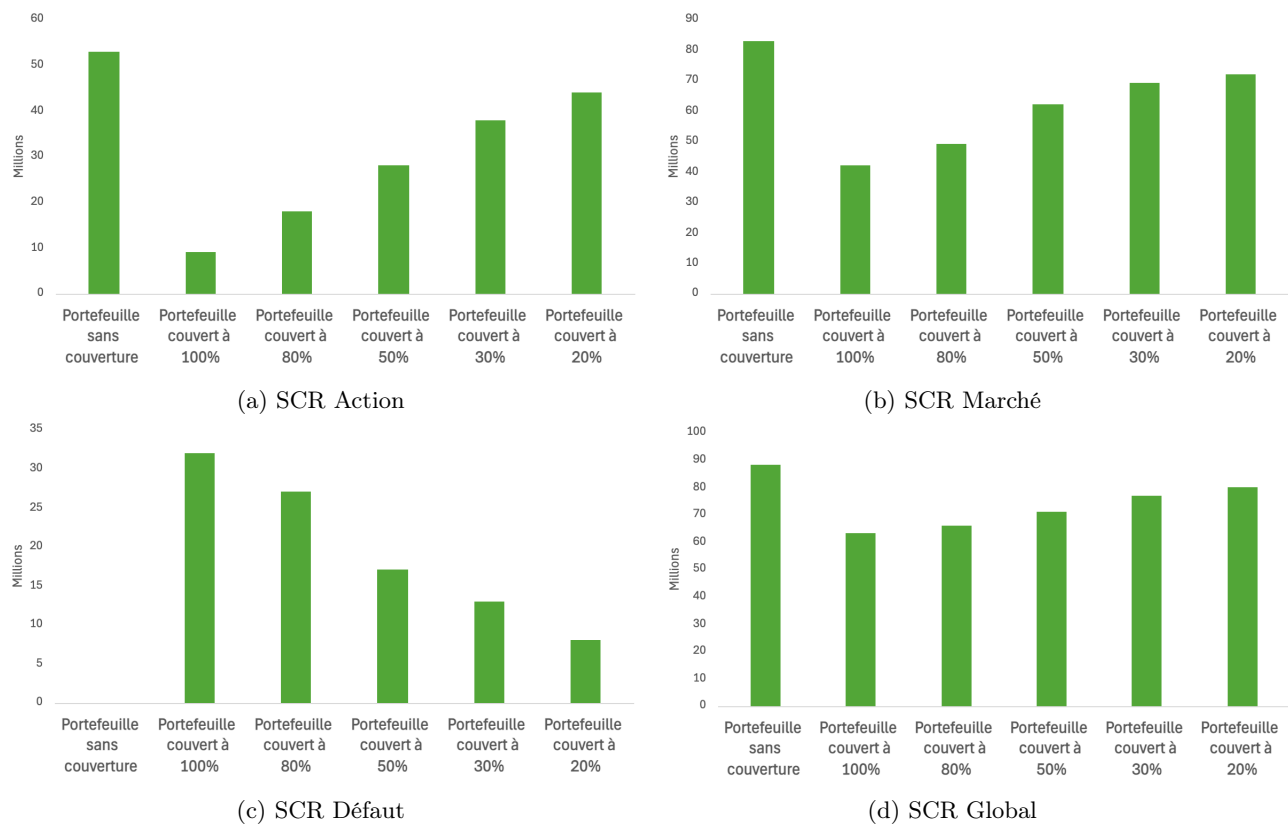 60
50
40
30
20
10
0
Millions
Portefeuille sans couverture
Portefeuille couvert à 100%
Portefeuille couvert à 80%
Portefeuille couvert à 50%
Portefeuille couvert à 30%
Portefeuille couvert à 20%
(a) SCR Action
90
80
70
60
50
40
30
20
10
0
Millions
Portefeuille sans couverture
Portefeuille couvert à 100%
Portefeuille couvert à 80%
Portefeuille couvert à 50%
Portefeuille couvert à 30%
Portefeuille couvert à 20%
(b) SCR Marché
35
30
25
20
15
10
5
0
Millions
Portefeuille sans couverture
Portefeuille couvert à 100%
Portefeuille couvert à 80%
Portefeuille couvert à 50%
Portefeuille couvert à 30%
Portefeuille couvert à 20%
(c) SCR Défaut
100
90
80
70
60
50
40
30
20
10
0
Millions
Portefeuille sans couverture
Portefeuille couvert à 100%
Portefeuille couvert à 80%
Portefeuille couvert à 50%
Portefeuille couvert à 30%
Portefeuille couvert à 20%
(d) SCR Global